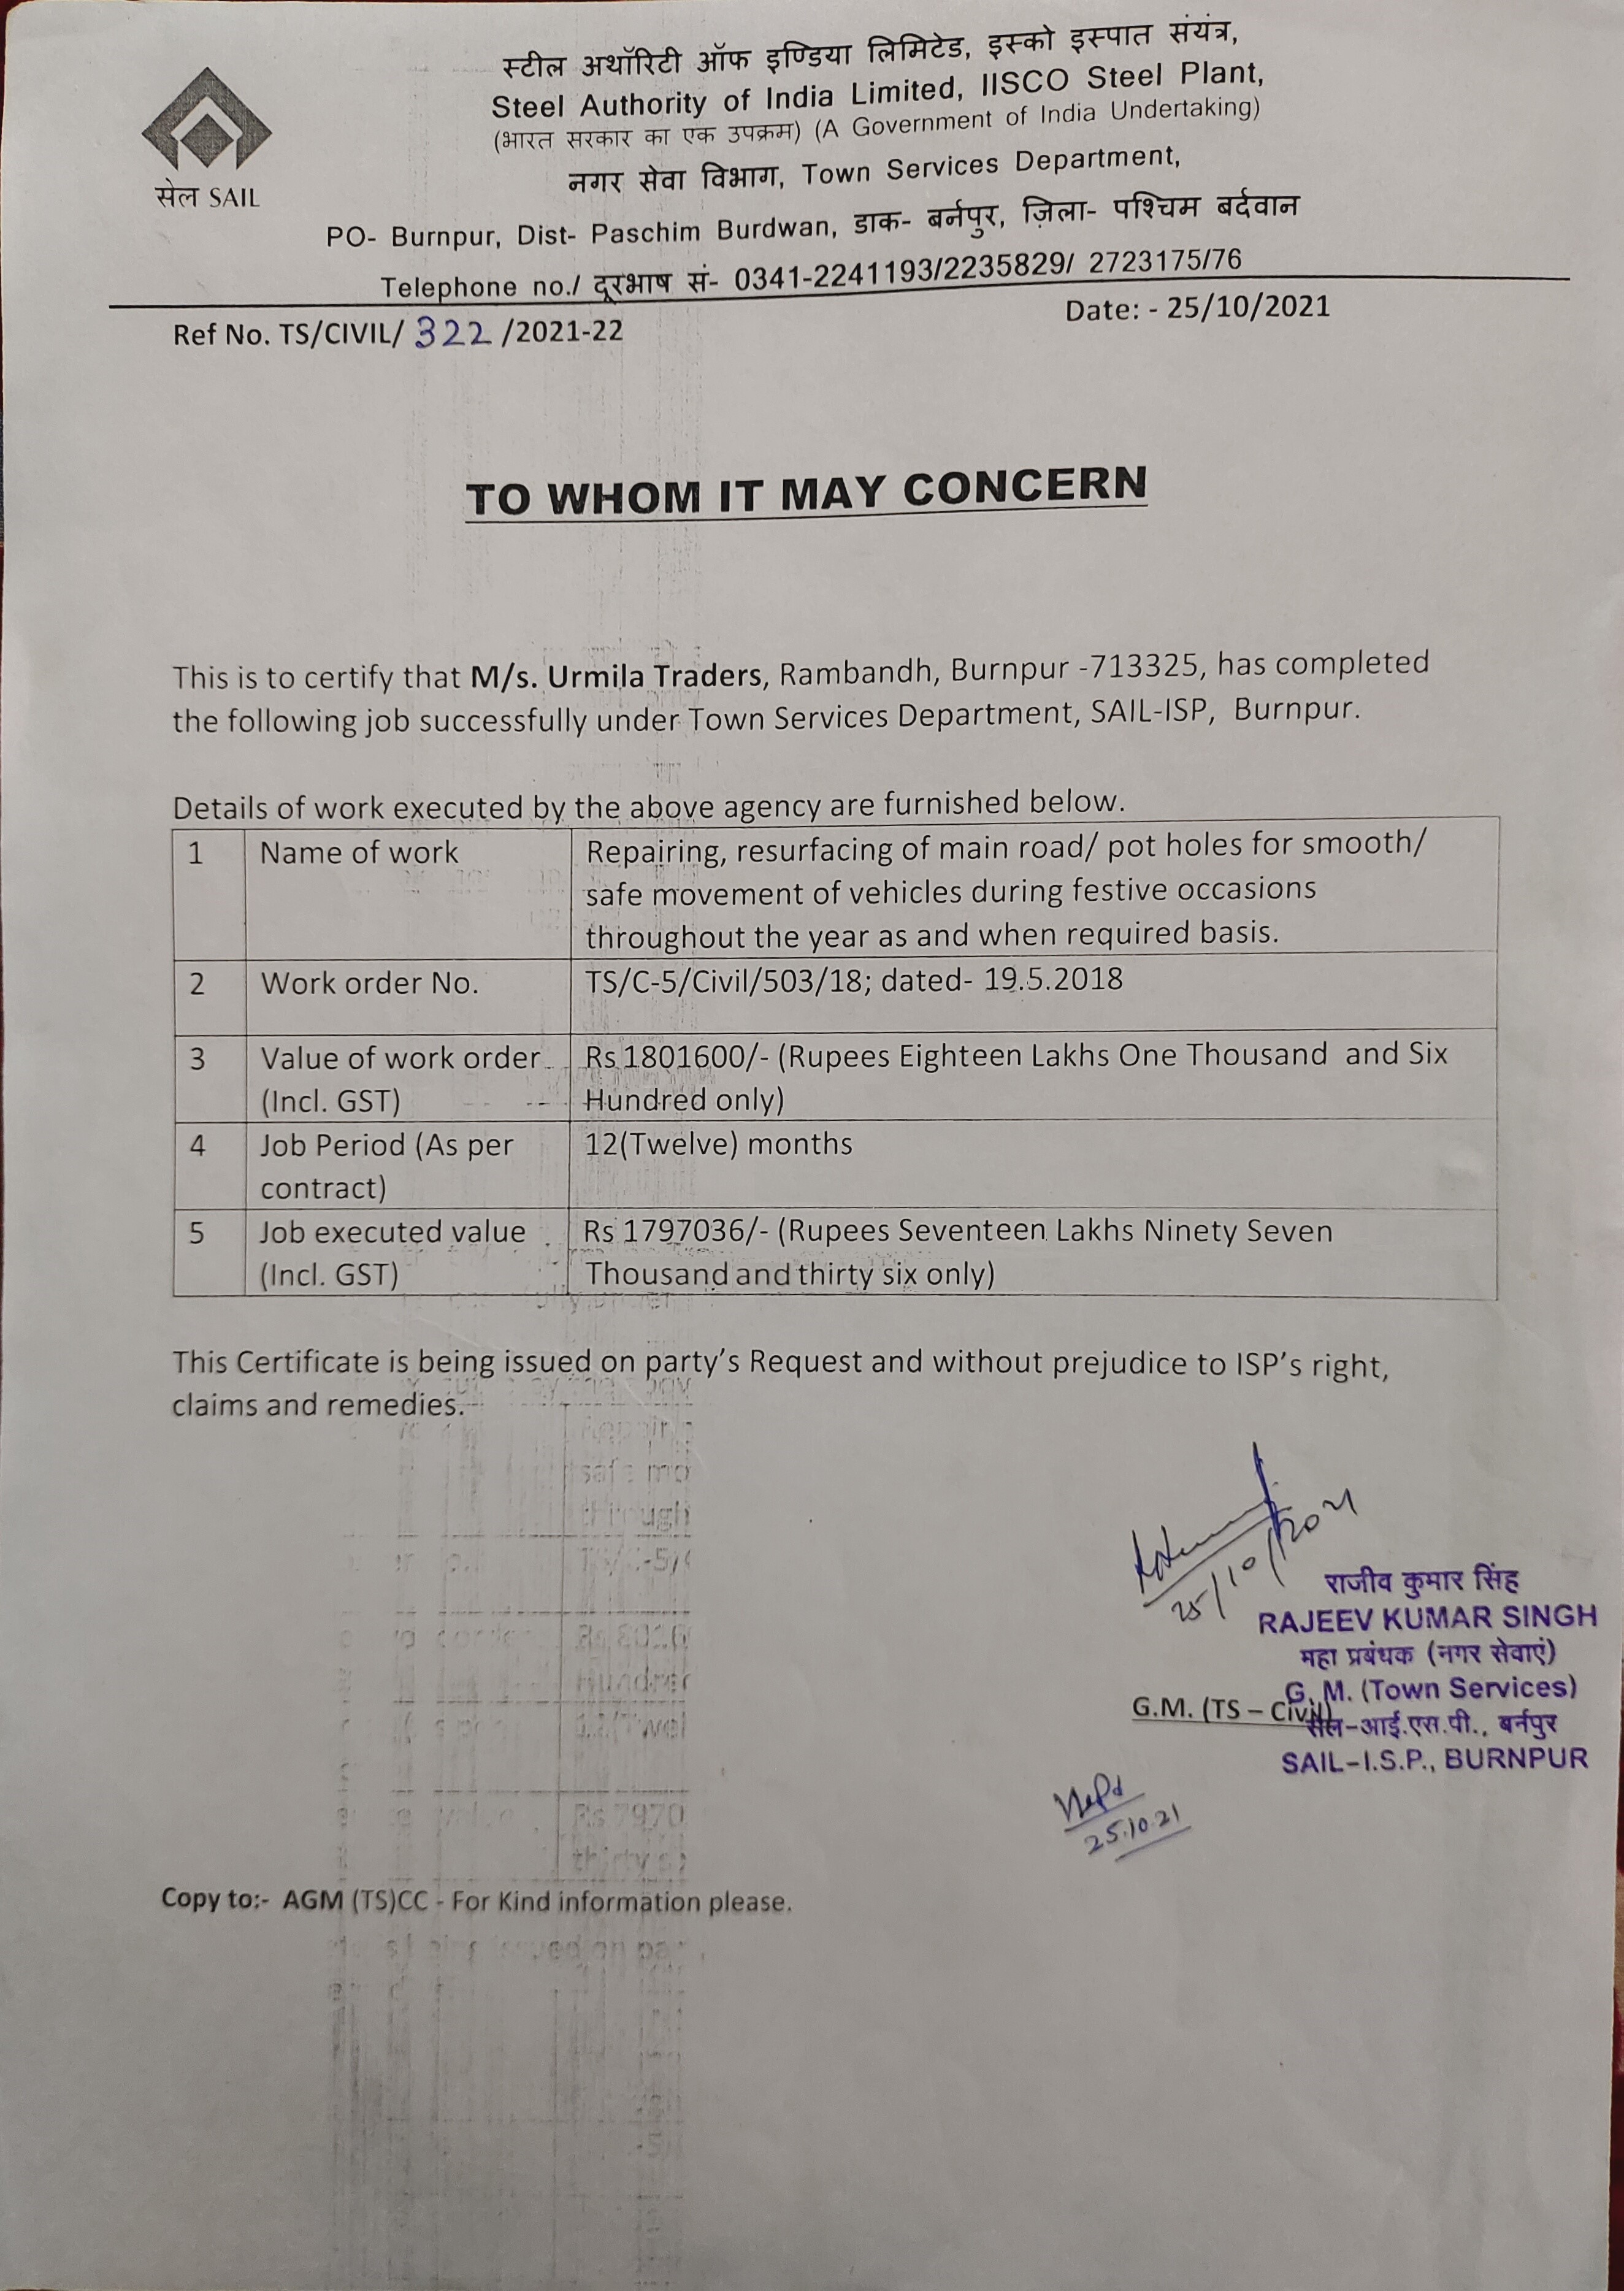 स्टील अथॉरिटी ऑफ इण्डिया लिमिटेड, इस्को इस्पात संयंत्र,
Steel Authority of India Limited, IISCO Steel Plant,
(भारत सरकार का एक उपक्रम) (A Government of India Undertaking)
सेल SAIL
नगर सेवा विभाग, Town Services Department,
PO- Burnpur, Dist- Paschim Burdwan, डाक- बर्नपुर, ज़िला- पश्चिम बर्दवान
Telephone no./ दूरभाष सं- 0341-2241193/2235829/ 2723175/76
Ref No. TS/CIVIL/ 322 /2021-22
Date: - 25/10/2021
TO WHOM IT MAY CONCERN
This is to certify that M/s. Urmila Traders, Rambandh, Burnpur -713325, has completed
the following job successfully under Town Services Department, SAIL-ISP, Burnpur.
Details of work executed by the above agency are furnished below.
1 Name of work Repairing, resurfacing of main road/ pot holes for smooth/
safe movement of vehicles during festive occasions
throughout the year as and when required basis.
2 Work order No. TS/C-5/Civil/503/18; dated- 19.5.2018
3 Value of work order Rs 1801600/- (Rupees Eighteen Lakhs One Thousand and Six
(Incl. GST) Hundred only)
4 Job Period (As per 12(Twelve) months
contract)
5 Job executed value Rs 1797036/- (Rupees Seventeen Lakhs Ninety Seven
(Incl. GST) Thousand and thirty six only)
This Certificate is being issued on party's Request and without prejudice to ISP's right,
claims and remedies.
25/10/2021
राजीव कुमार सिंह
RAJEEV KUMAR SINGH
महा प्रबंधक (नगर सेवाएं)
G. M. (Town Services)
G.M. (TS – Civil)
सेल-आई.एस.पी., बर्नपुर
SAIL-I.S.P., BURNPUR
25.10.21
Copy to:- AGM (TS)CC - For Kind information please.